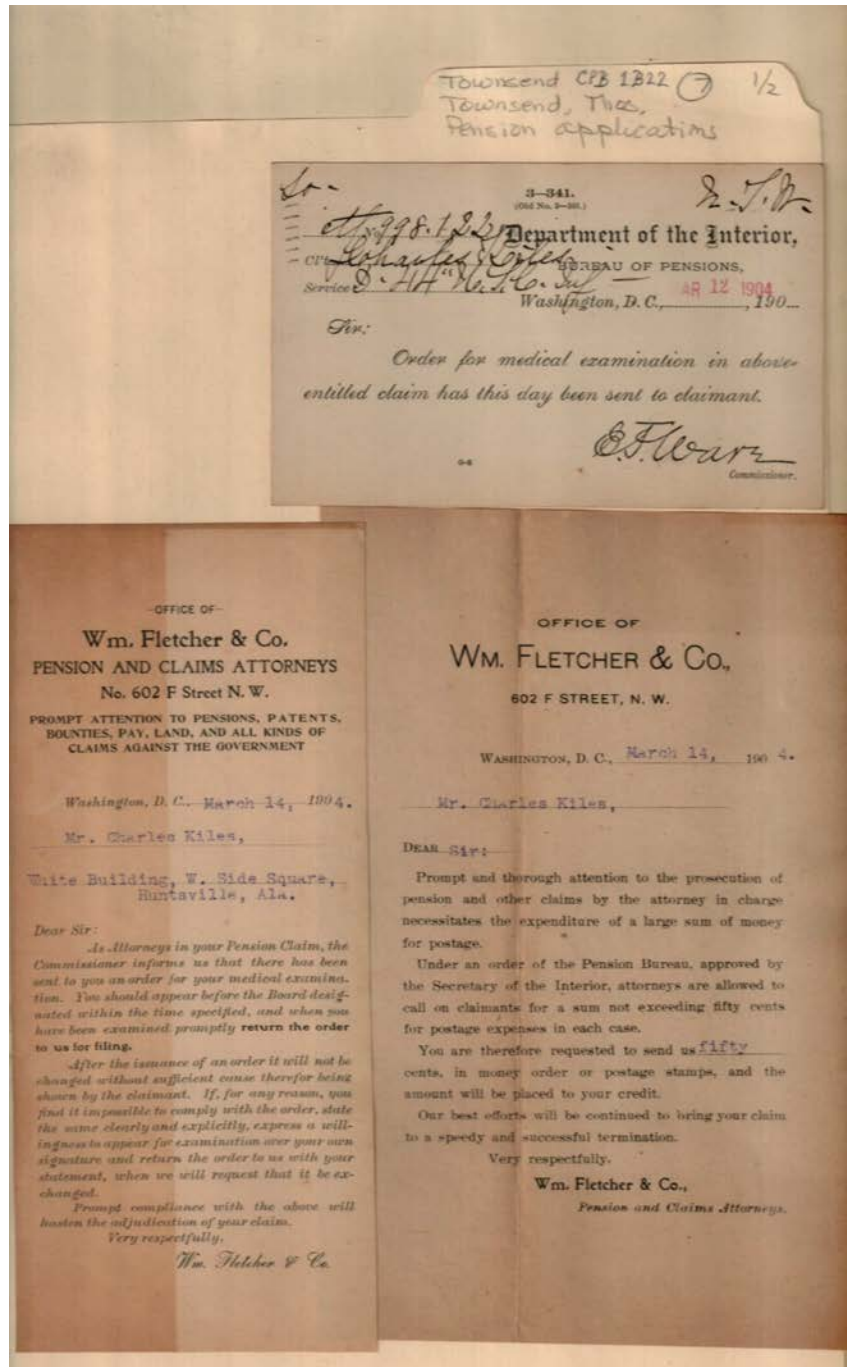 Townsend CPB 1B22 7 1/2
Townsend, Thos,
Pension applications
3—341.
Department of the Interior,
998.122
Charles Kiles
BUREAU OF PENSIONS,
Service D. 44" U.S.C. Inf
Washington, D. C., AR 12 1904, 190
Sir:
Order for medical examination in above-
entitled claim has this day been sent to claimant.
E.F. Ware
Commissioner.
-OFFICE OF-
Wm. Fletcher & Co.
PENSION AND CLAIMS ATTORNEYS
No. 602 F Street N. W.
PROMPT ATTENTION TO PENSIONS, PATENTS,
BOUNTIES, PAY, LAND, AND ALL KINDS OF
CLAIMS AGAINST THE GOVERNMENT
Washington, D. C., March 14, 1904.
Mr. Charles Kiles,
White Building, W. Side Square,
Huntsville, Ala.
Dear Sir:
As Attorneys in your Pension Claim, the
Commissioner informs us that there has been
sent to you an order for your medical examina-
tion. You should appear before the Board desig-
nated within the time specified, and when you
have been examined promptly return the order
to us for filing.
After the issuance of an order it will not be
changed without sufficient cause therefor being
shown by the claimant. If, for any reason, you
find it impossible to comply with the order, state
the same clearly and explicitly, express a will-
ingness to appear for examination over your own
signature and return the order to us with your
statement, when we will request that it be ex-
changed.
Prompt compliance with the above will
hasten the adjudication of your claim.
Very respectfully,
Wm. Fletcher & Co.
OFFICE OF
WM. FLETCHER & CO.,
602 F STREET, N. W.
WASHINGTON, D. C., March 14, 190 4.
Mr. Charles Kiles,
DEAR Sir:
Prompt and thorough attention to the prosecution of
pension and other claims by the attorney in charge
necessitates the expenditure of a large sum of money
for postage.
Under an order of the Pension Bureau, approved by
the Secretary of the Interior, attorneys are allowed to
call on claimants for a sum not exceeding fifty cents
for postage expenses in each case.
You are therefore requested to send us fifty
cents, in money order or postage stamps, and the
amount will be placed to your credit.
Our best efforts will be continued to bring your claim
to a speedy and successful termination.
Very respectfully.
Wm. Fletcher & Co.,
Pension and Claims Attorneys.